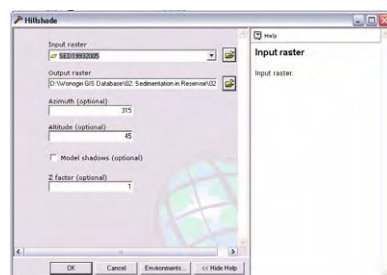 Hillshade
Input raster
SED19932005
Output raster
D:\Wonogiri GIS Database\02. Sedimentation in Reservoir\02
Azimuth (optional)
315
Altitude (optional)
45
Model shadows (optional)
Z factor (optional)
1
OK Cancel Environments... << Hide Help
Help
Input raster
Input raster.